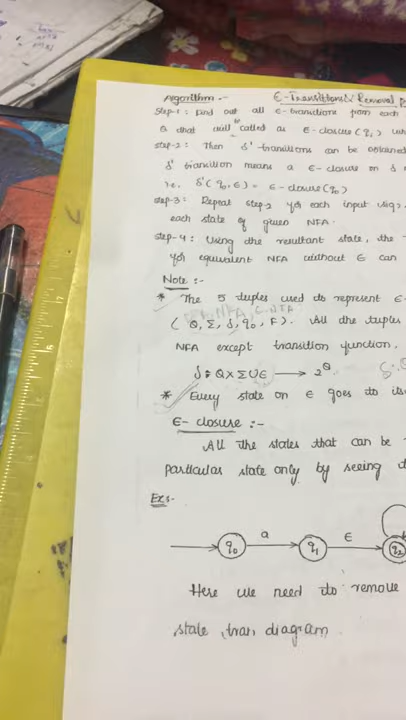 Algorithm :-
ε-Transitions & Removal
Step-1: Find out all ε-transitions from each
Q that will be called as ε-closure(qi)
step-2: Then δ' transitions can be obtained
δ' transition means a ε-closure on δ
i.e. δ'(q0, ε) = ε-closure(q0)
step-3: Repeat step-2 for each input
each state of given NFA.
step-4: Using the resultant state, the
for equivalent NFA without ε can
Note :-
* The 5 tuples used to represent ε-
(Q, Σ, δ, q0, F). All the tuples
NFA except transition function.
δ: Q X Σ U ε → 2^Q
* Every state on ε goes to
ε- closure :-
All the states that can be
particular state only by seeing
Ex:-
q0 a q1 ε q2
Here we need to remove
state, tran, diagram.